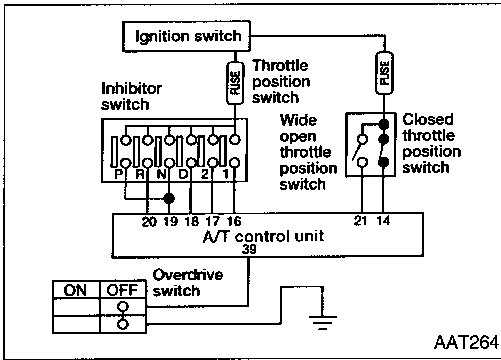 Ignition switch
FUSE
Throttle
position
switch
FUSE
Inhibitor
switch
Wide
open
throttle
position
switch
Closed
throttle
position
switch
P R N D 2 1
20 19 18 17 16 21 14
A/T control unit
39
Overdrive
switch
ON OFF
AAT264